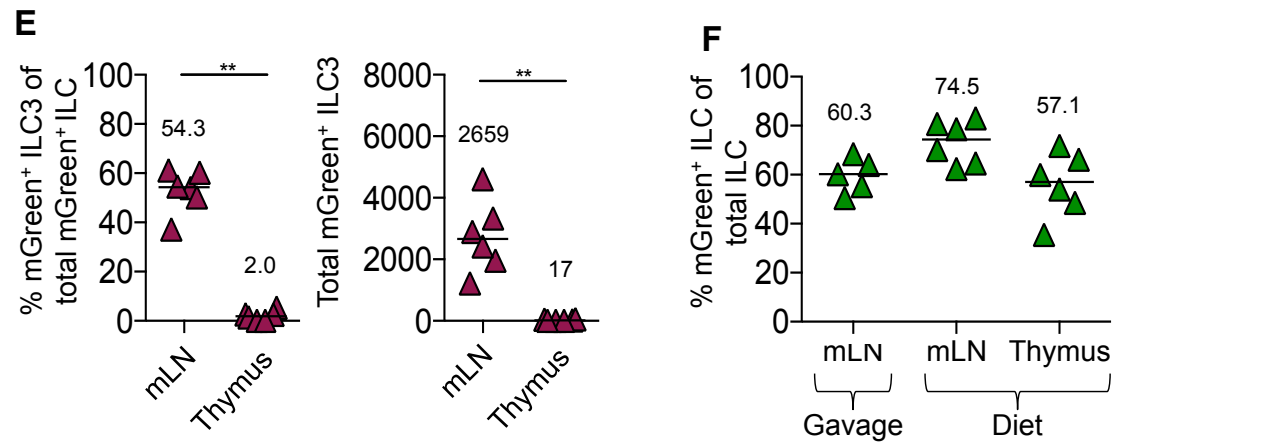 E
% mGreen⁺ ILC3 of
total mGreen⁺ ILC
100
80
60
40
20
0
**
54.3
2.0
mLN
Thymus
Total mGreen⁺ ILC3
8000
6000
4000
2000
0
**
2659
17
mLN
Thymus
F
% mGreen⁺ ILC of
total ILC
100
80
60
40
20
0
60.3
74.5
57.1
mLN mLN Thymus
Gavage Diet